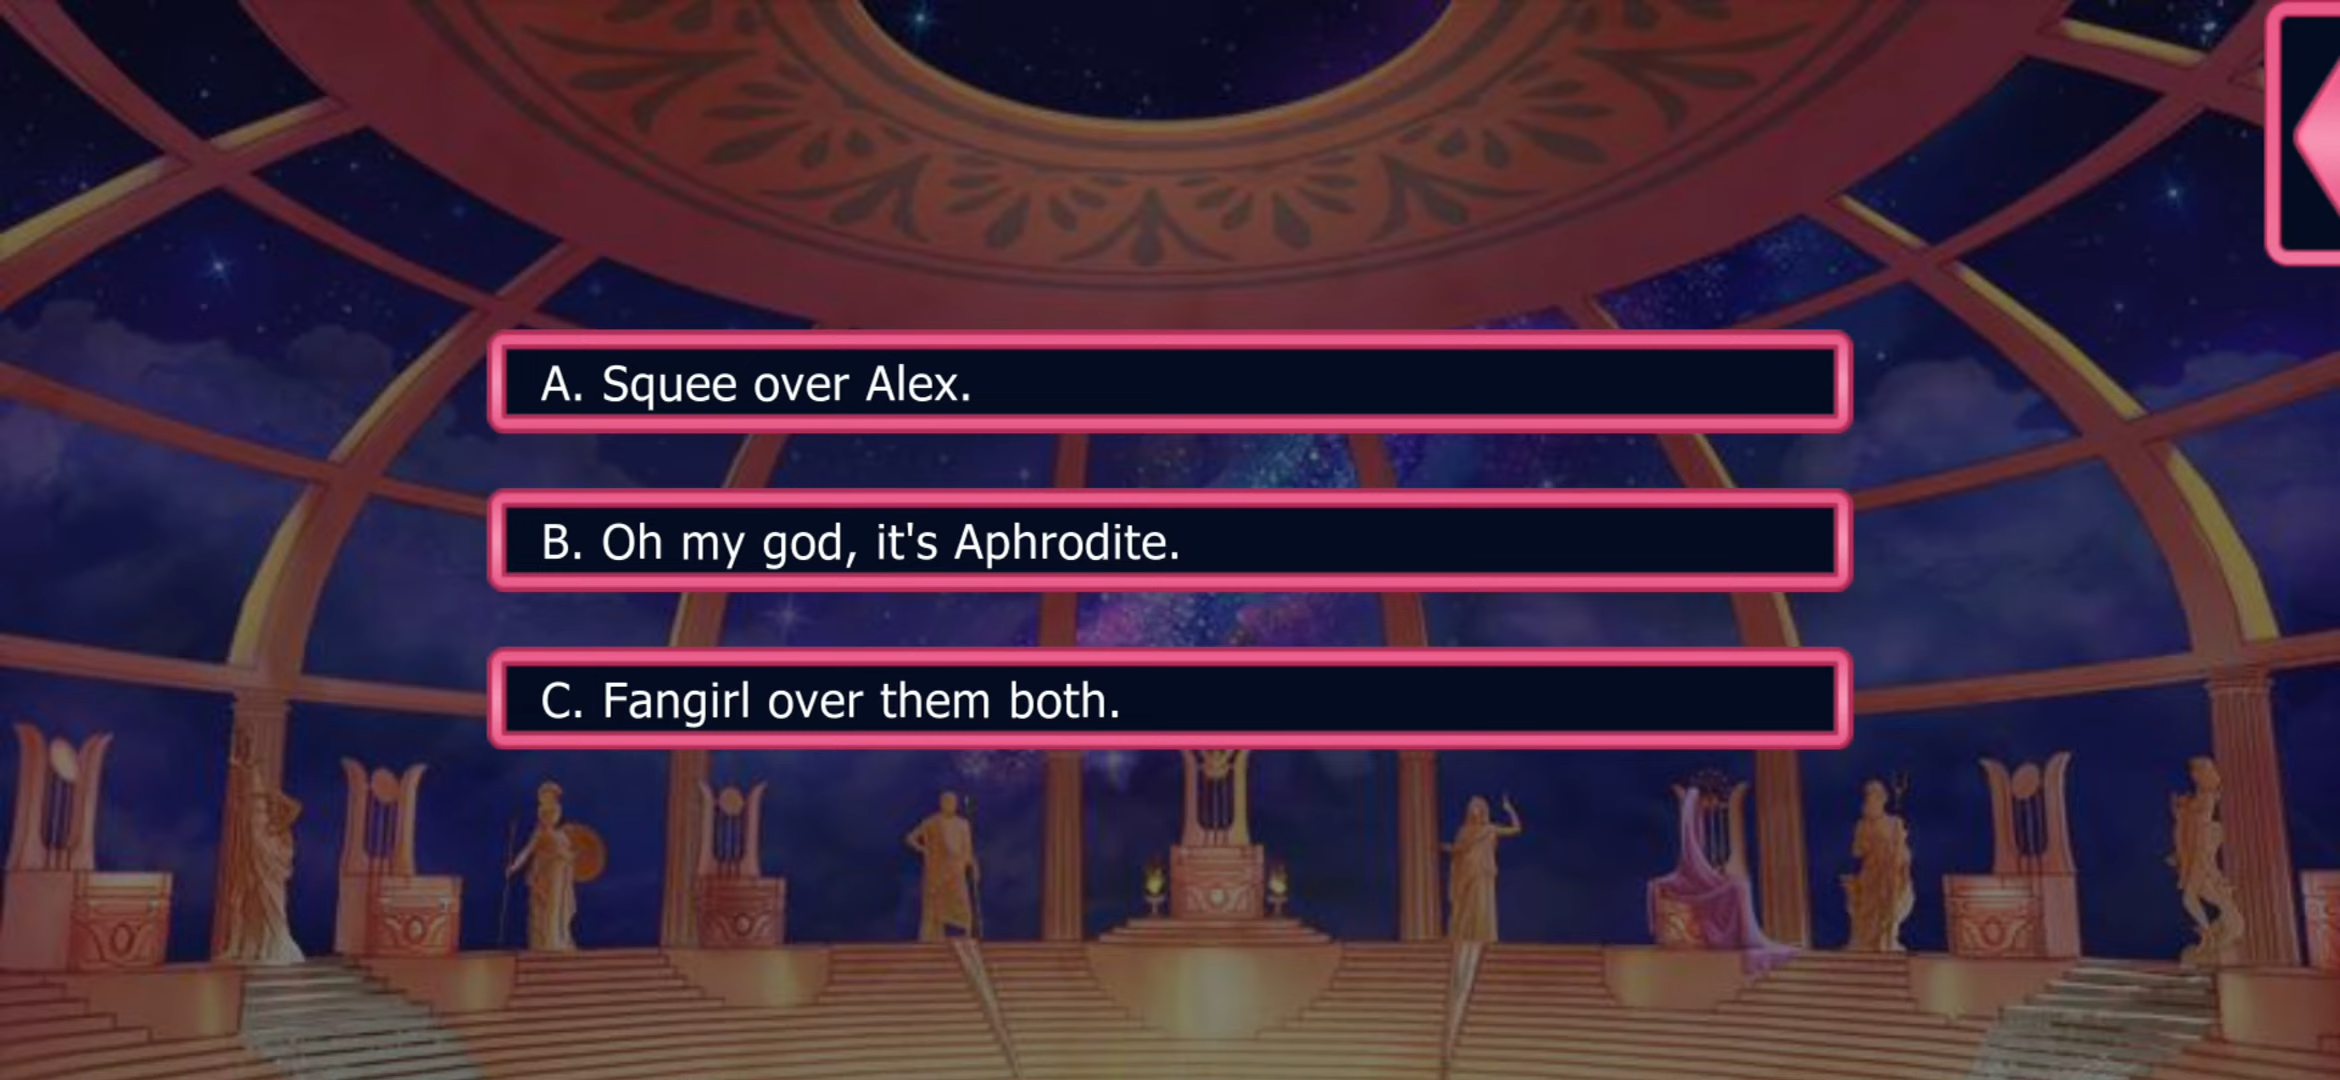 A. Squee over Alex.
B. Oh my god, it's Aphrodite.
C. Fangirl over them both.